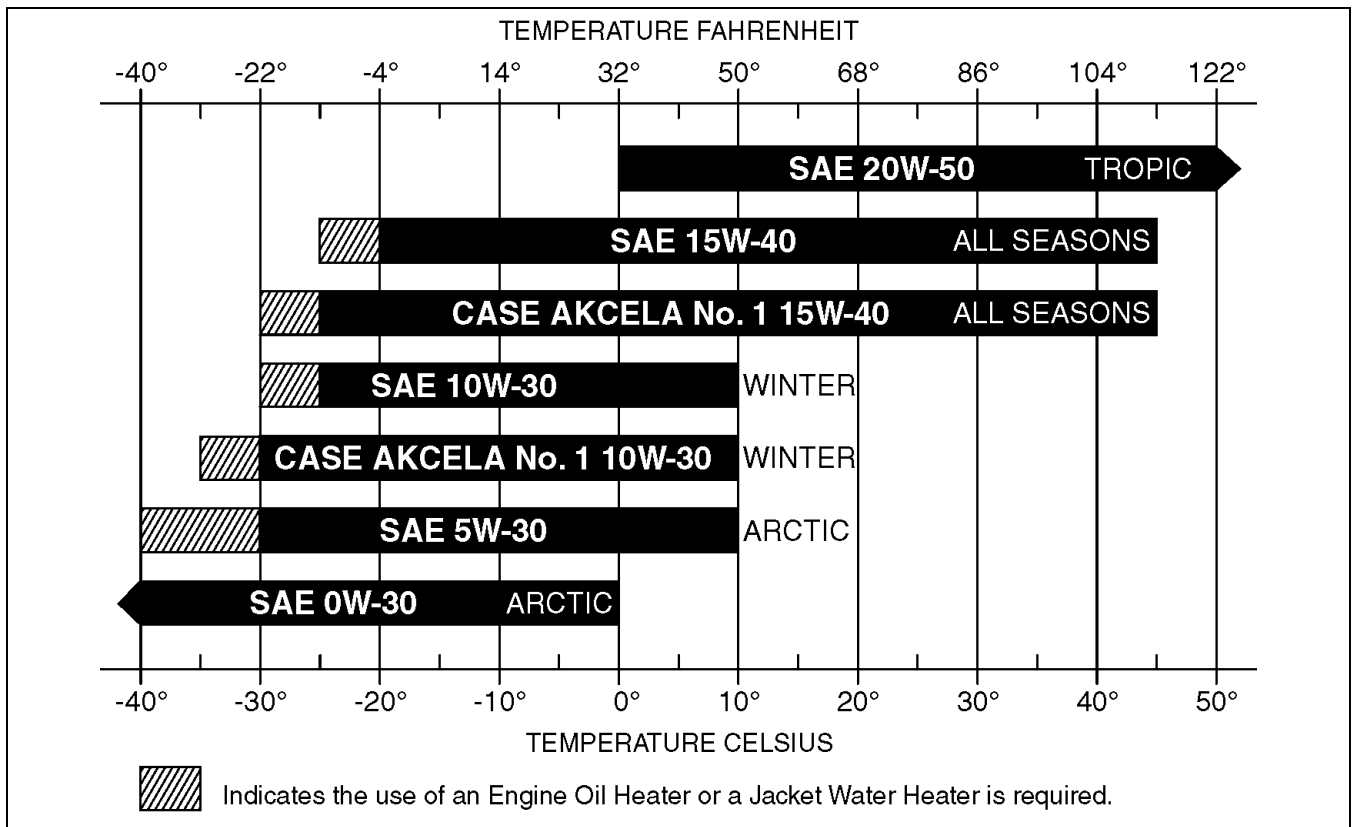 TEMPERATURE FAHRENHEIT
-40° -22° -4° 14° 32° 50° 68° 86° 104° 122°
SAE 20W-50 TROPIC
SAE 15W-40 ALL SEASONS
CASE AKCELA No. 1 15W-40 ALL SEASONS
SAE 10W-30 WINTER
CASE AKCELA No. 1 10W-30 WINTER
SAE 5W-30 ARCTIC
SAE 0W-30 ARCTIC
-40° -30° -20° -10° 0° 10° 20° 30° 40° 50°
TEMPERATURE CELSIUS
Indicates the use of an Engine Oil Heater or a Jacket Water Heater is required.